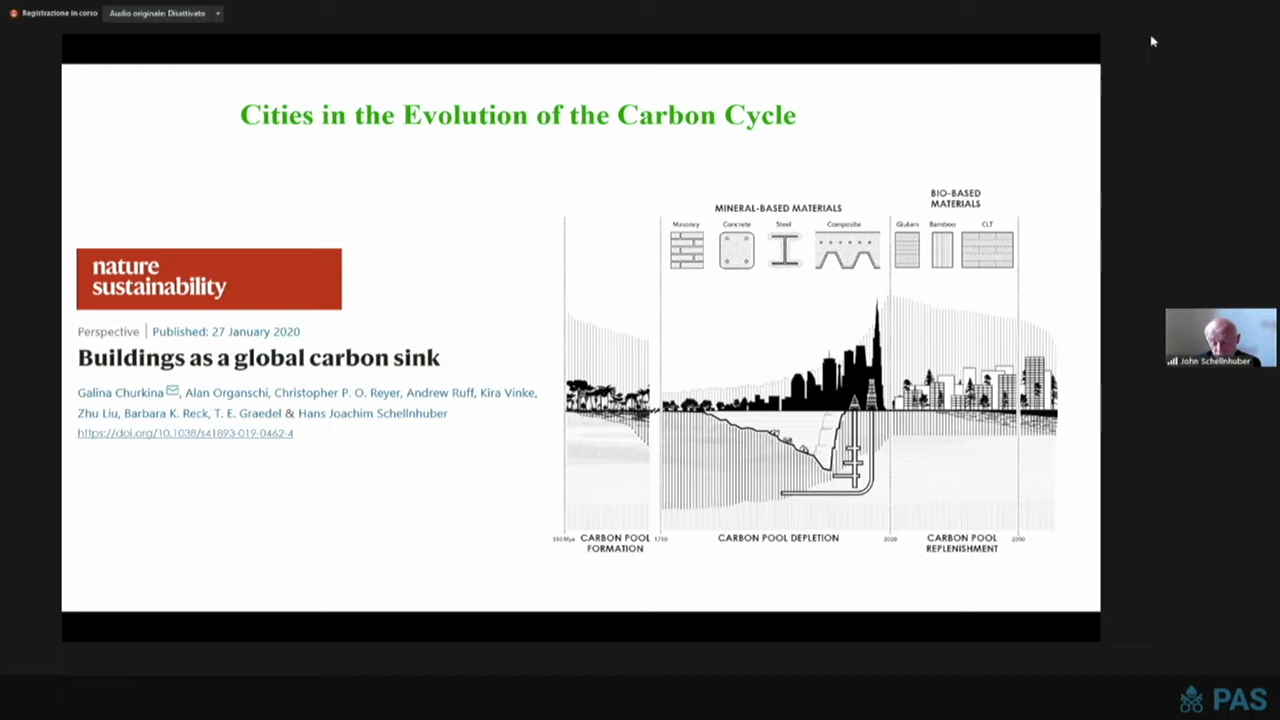 Registrazione in corso
Audio originale: Disattivato
Cities in the Evolution of the Carbon Cycle
nature
sustainability
Perspective | Published: 27 January 2020
Buildings as a global carbon sink
Galina Churkina, Alan Organschi, Christopher P. O. Reyer, Andrew Ruff, Kira Vinke,
Zhu Liu, Barbara K. Reck, T. E. Graedel & Hans Joachim Schellnhuber
https://doi.org/10.1038/s41893-019-0462-4
MINERAL-BASED MATERIALS
BIO-BASED
MATERIALS
Masonry Concrete Steel Composite Glulam Bamboo CLT
350 Mya CARBON POOL
FORMATION
1750 CARBON POOL DEPLETION 2020
CARBON POOL
REPLENISHMENT
2050
John Schellnhuber
PAS